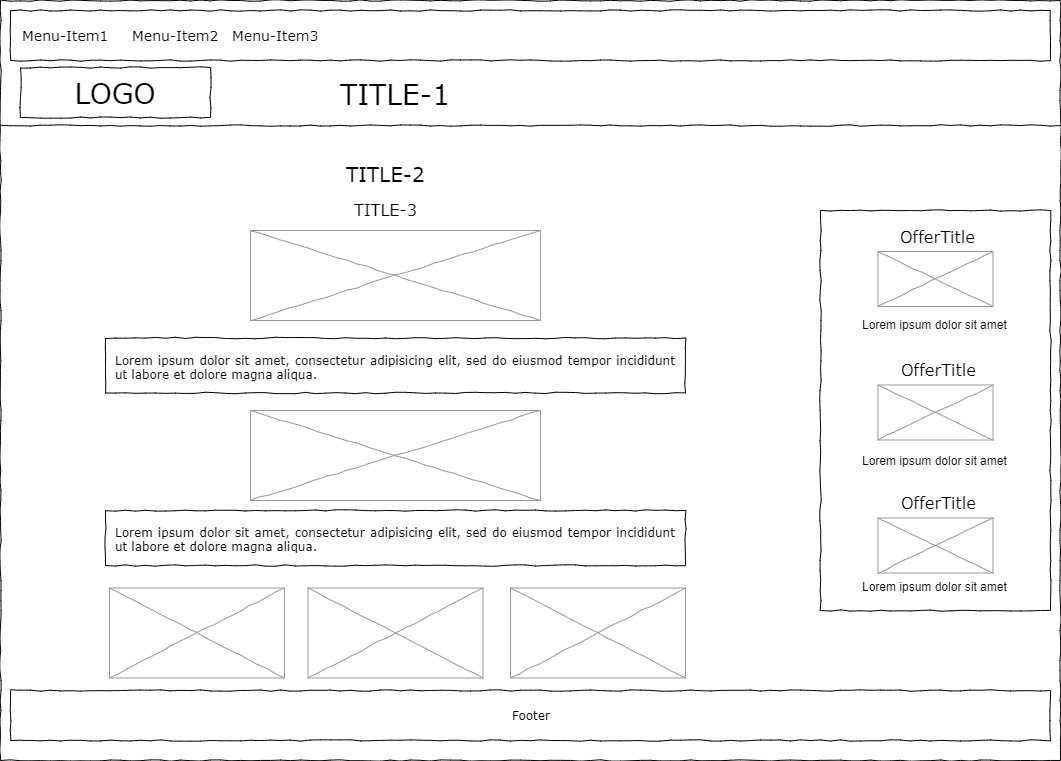 Menu-Item1 Menu-Item2 Menu-Item3
LOGO
TITLE-1
TITLE-2
TITLE-3
Lorem ipsum dolor sit amet, consectetur adipisicing elit, sed do eiusmod tempor incididunt
ut labore et dolore magna aliqua.
Lorem ipsum dolor sit amet, consectetur adipisicing elit, sed do eiusmod tempor incididunt
ut labore et dolore magna aliqua.
OfferTitle
Lorem ipsum dolor sit amet
OfferTitle
Lorem ipsum dolor sit amet
OfferTitle
Lorem ipsum dolor sit amet
Footer